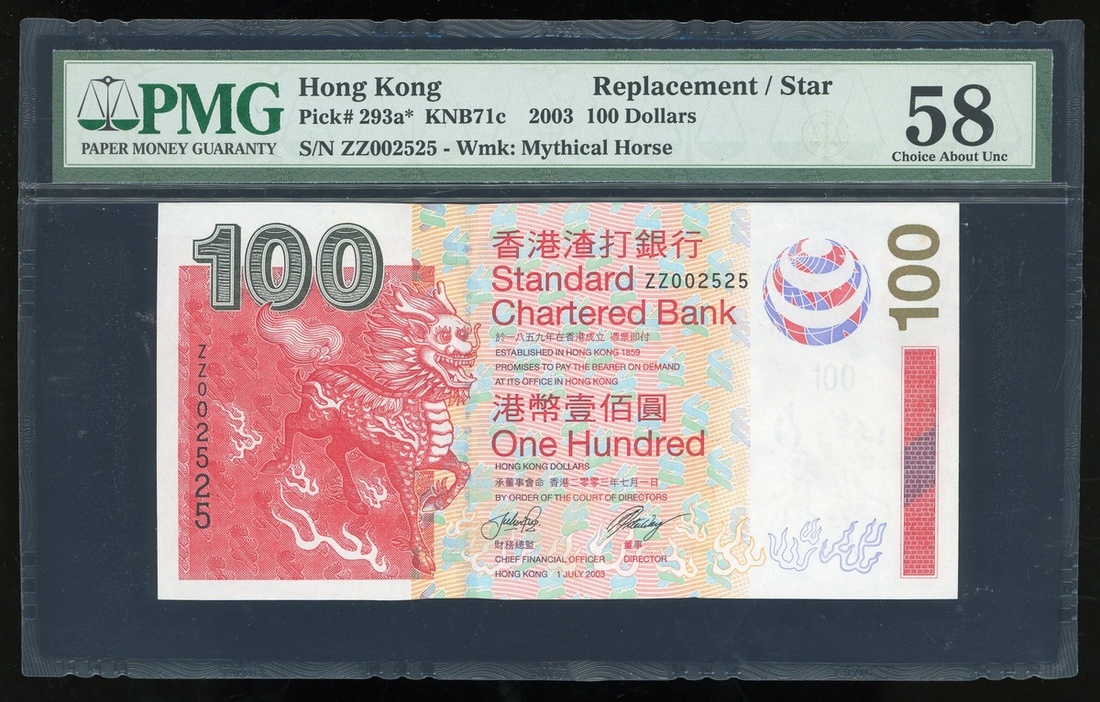 PMG
PAPER MONEY GUARANTY
Hong Kong Replacement / Star
Pick# 293a* KNB71c 2003 100 Dollars
S/N ZZ002525 - Wmk: Mythical Horse
58
Choice About Unc
100
ZZ002525
香港渣打銀行
Standard ZZ002525
Chartered Bank
於一八五九年在香港成立 憑票即付
ESTABLISHED IN HONG KONG 1859
PROMISES TO PAY THE BEARER ON DEMAND
AT ITS OFFICE IN HONG KONG
港幣壹佰圓
One Hundred
HONG KONG DOLLARS
承董事會命 香港二零零三年七月一日
BY ORDER OF THE COURT OF DIRECTORS
財務總監 董事
CHIEF FINANCIAL OFFICER DIRECTOR
HONG KONG 1 JULY 2003
100
100